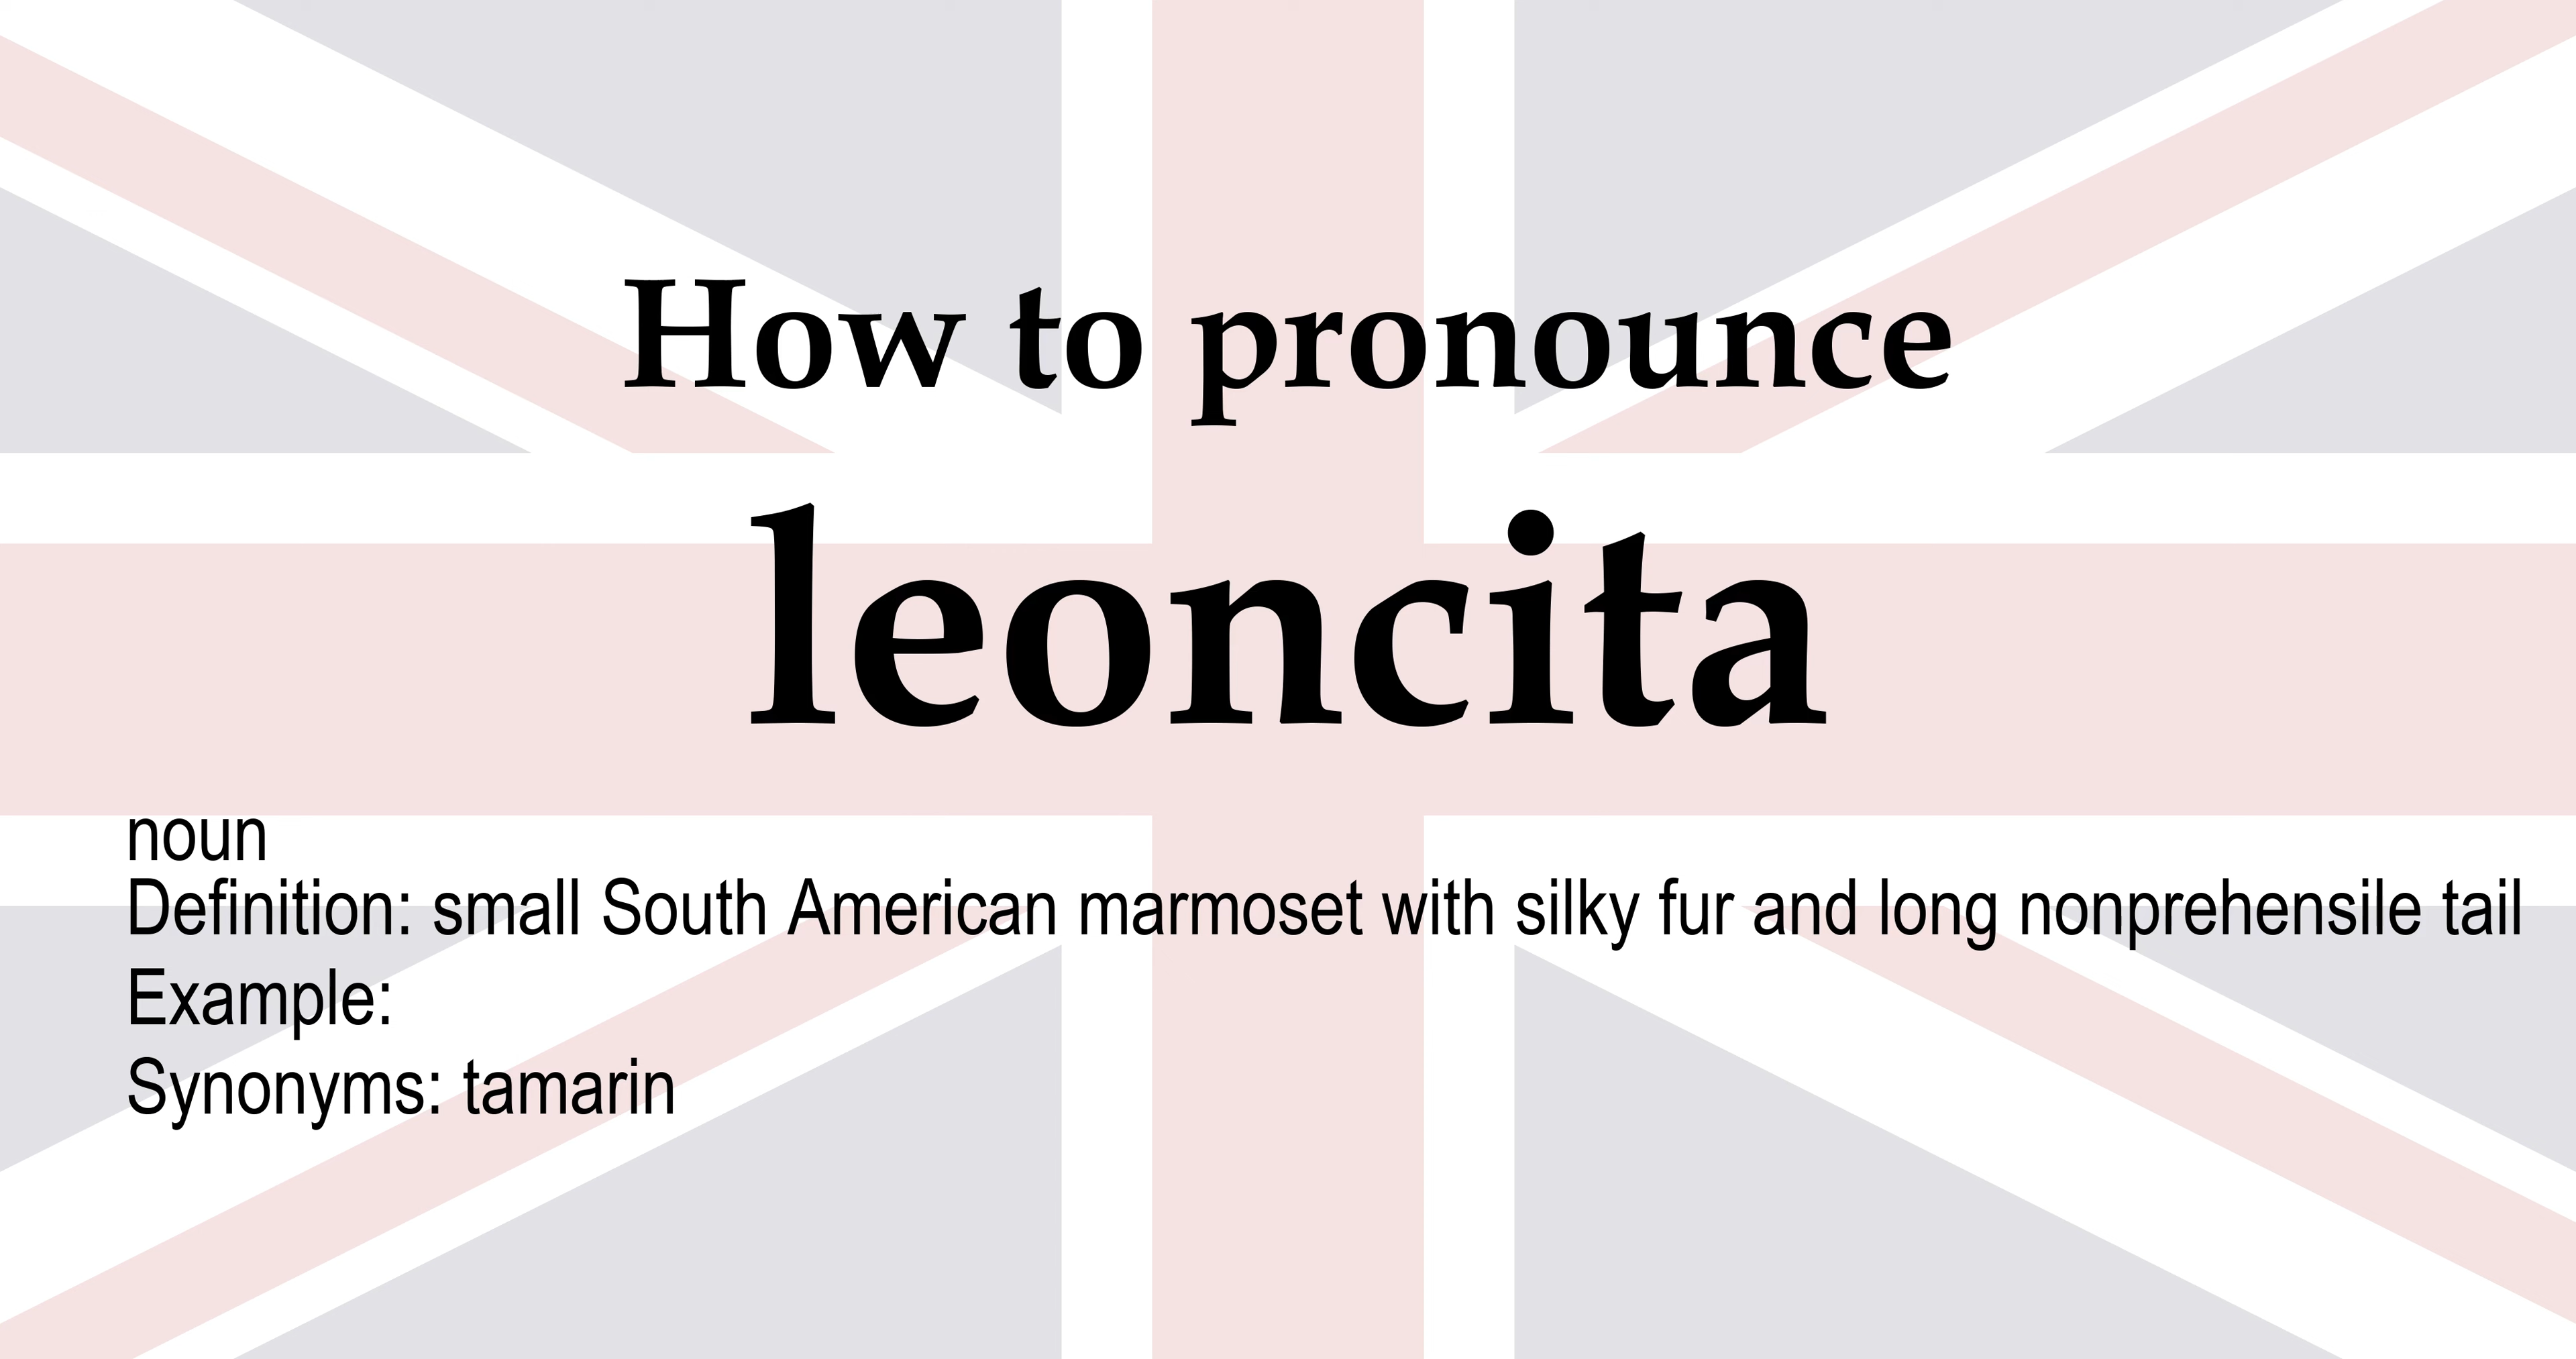 How to pronounce
leoncita
noun
Definition: small South American marmoset with silky fur and long nonprehensile tail
Example:
Synonyms: tamarin